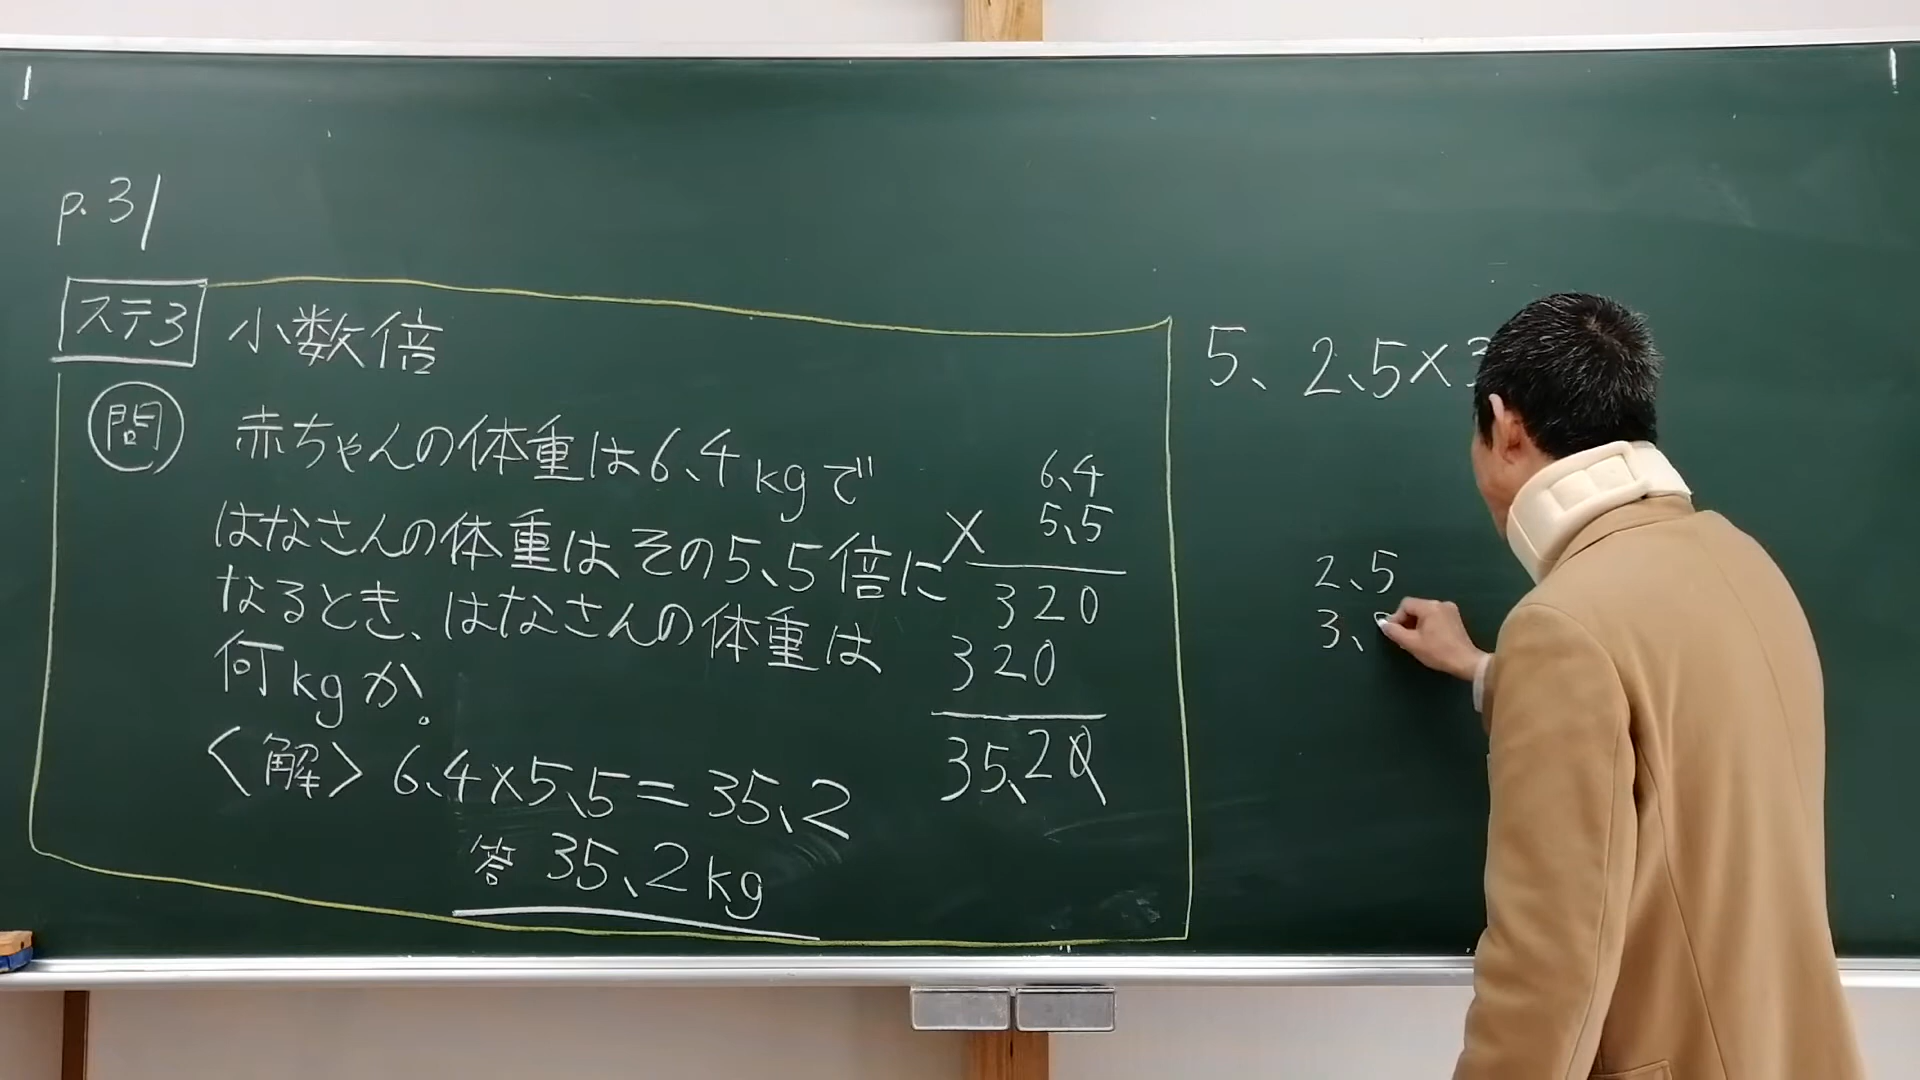 p.31
ステ3 小数倍
問 赤ちゃんの体重は6.4kgで
はなさんの体重はその5.5倍に
なるとき、はなさんの体重は
何kgか。
〈解〉6.4×5.5=35.2
答 35.2kg
6.4
× 5.5
320
320
35.20
5、2.5×3
2.5
3.